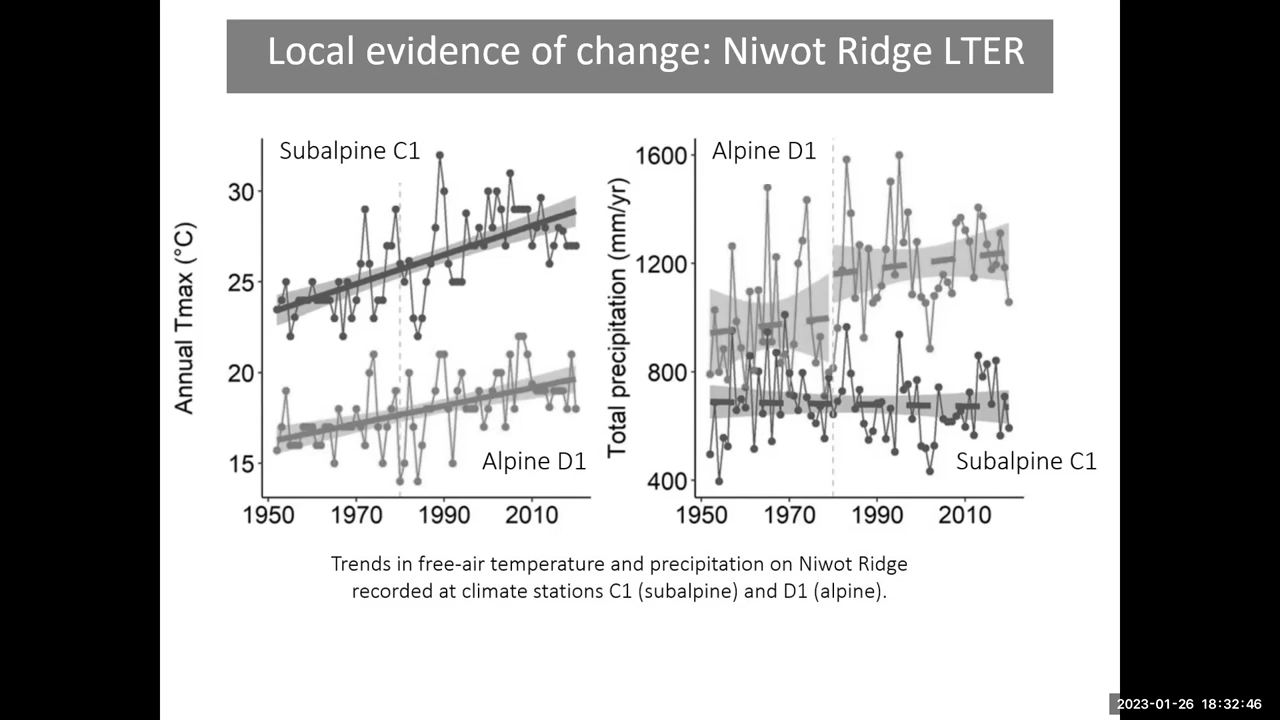 Local evidence of change: Niwot Ridge LTER
Subalpine C1
Annual Tmax (°C)
30
25
20
15
Alpine D1
1950 1970 1990 2010
Alpine D1
Total precipitation (mm/yr)
1600
1200
800
400
Subalpine C1
1950 1970 1990 2010
Trends in free-air temperature and precipitation on Niwot Ridge
recorded at climate stations C1 (subalpine) and D1 (alpine).
2023-01-26 18:32:46